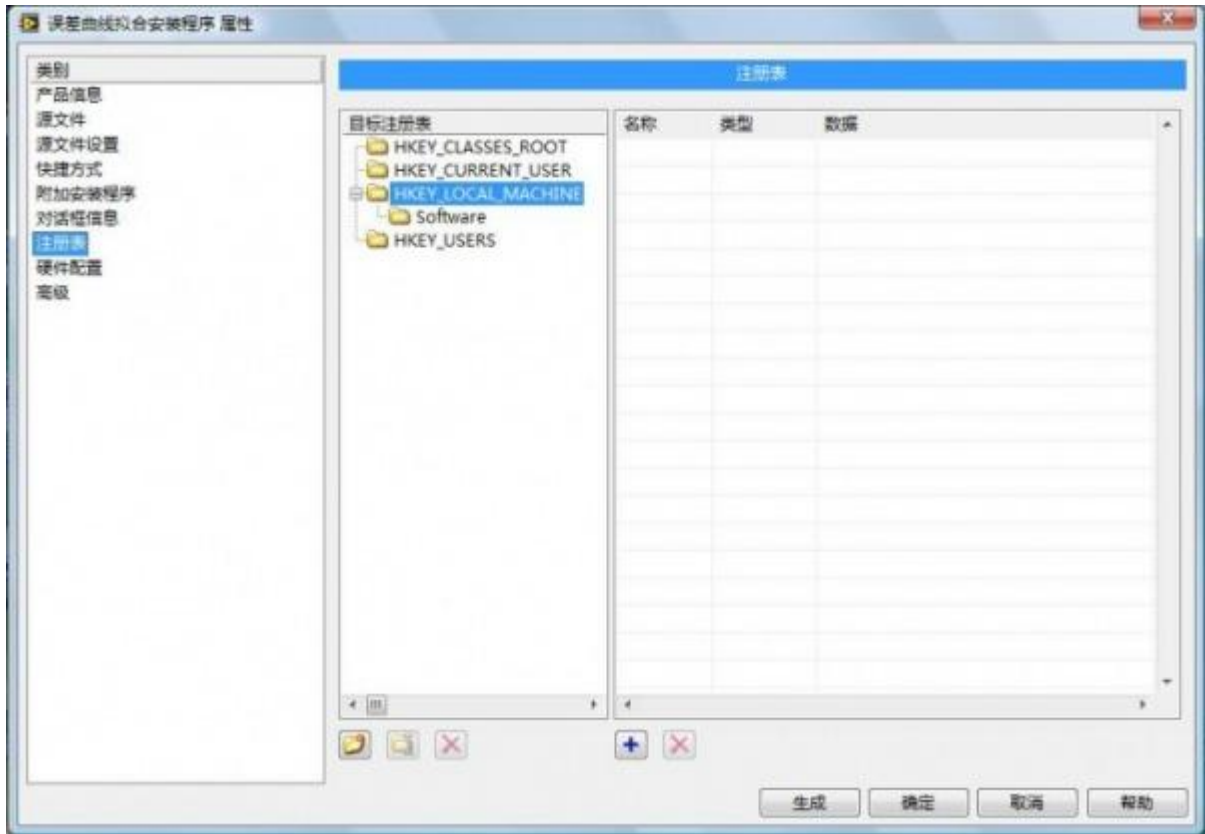 误差曲线拟合安装程序 属性
类别
产品信息
源文件
源文件设置
快捷方式
附加安装程序
对话框信息
注册表
硬件配置
高级
注册表
目标注册表
HKEY_CLASSES_ROOT
HKEY_CURRENT_USER
HKEY_LOCAL_MACHINE
Software
HKEY_USERS
名称 类型 数据
生成 确定 取消 帮助